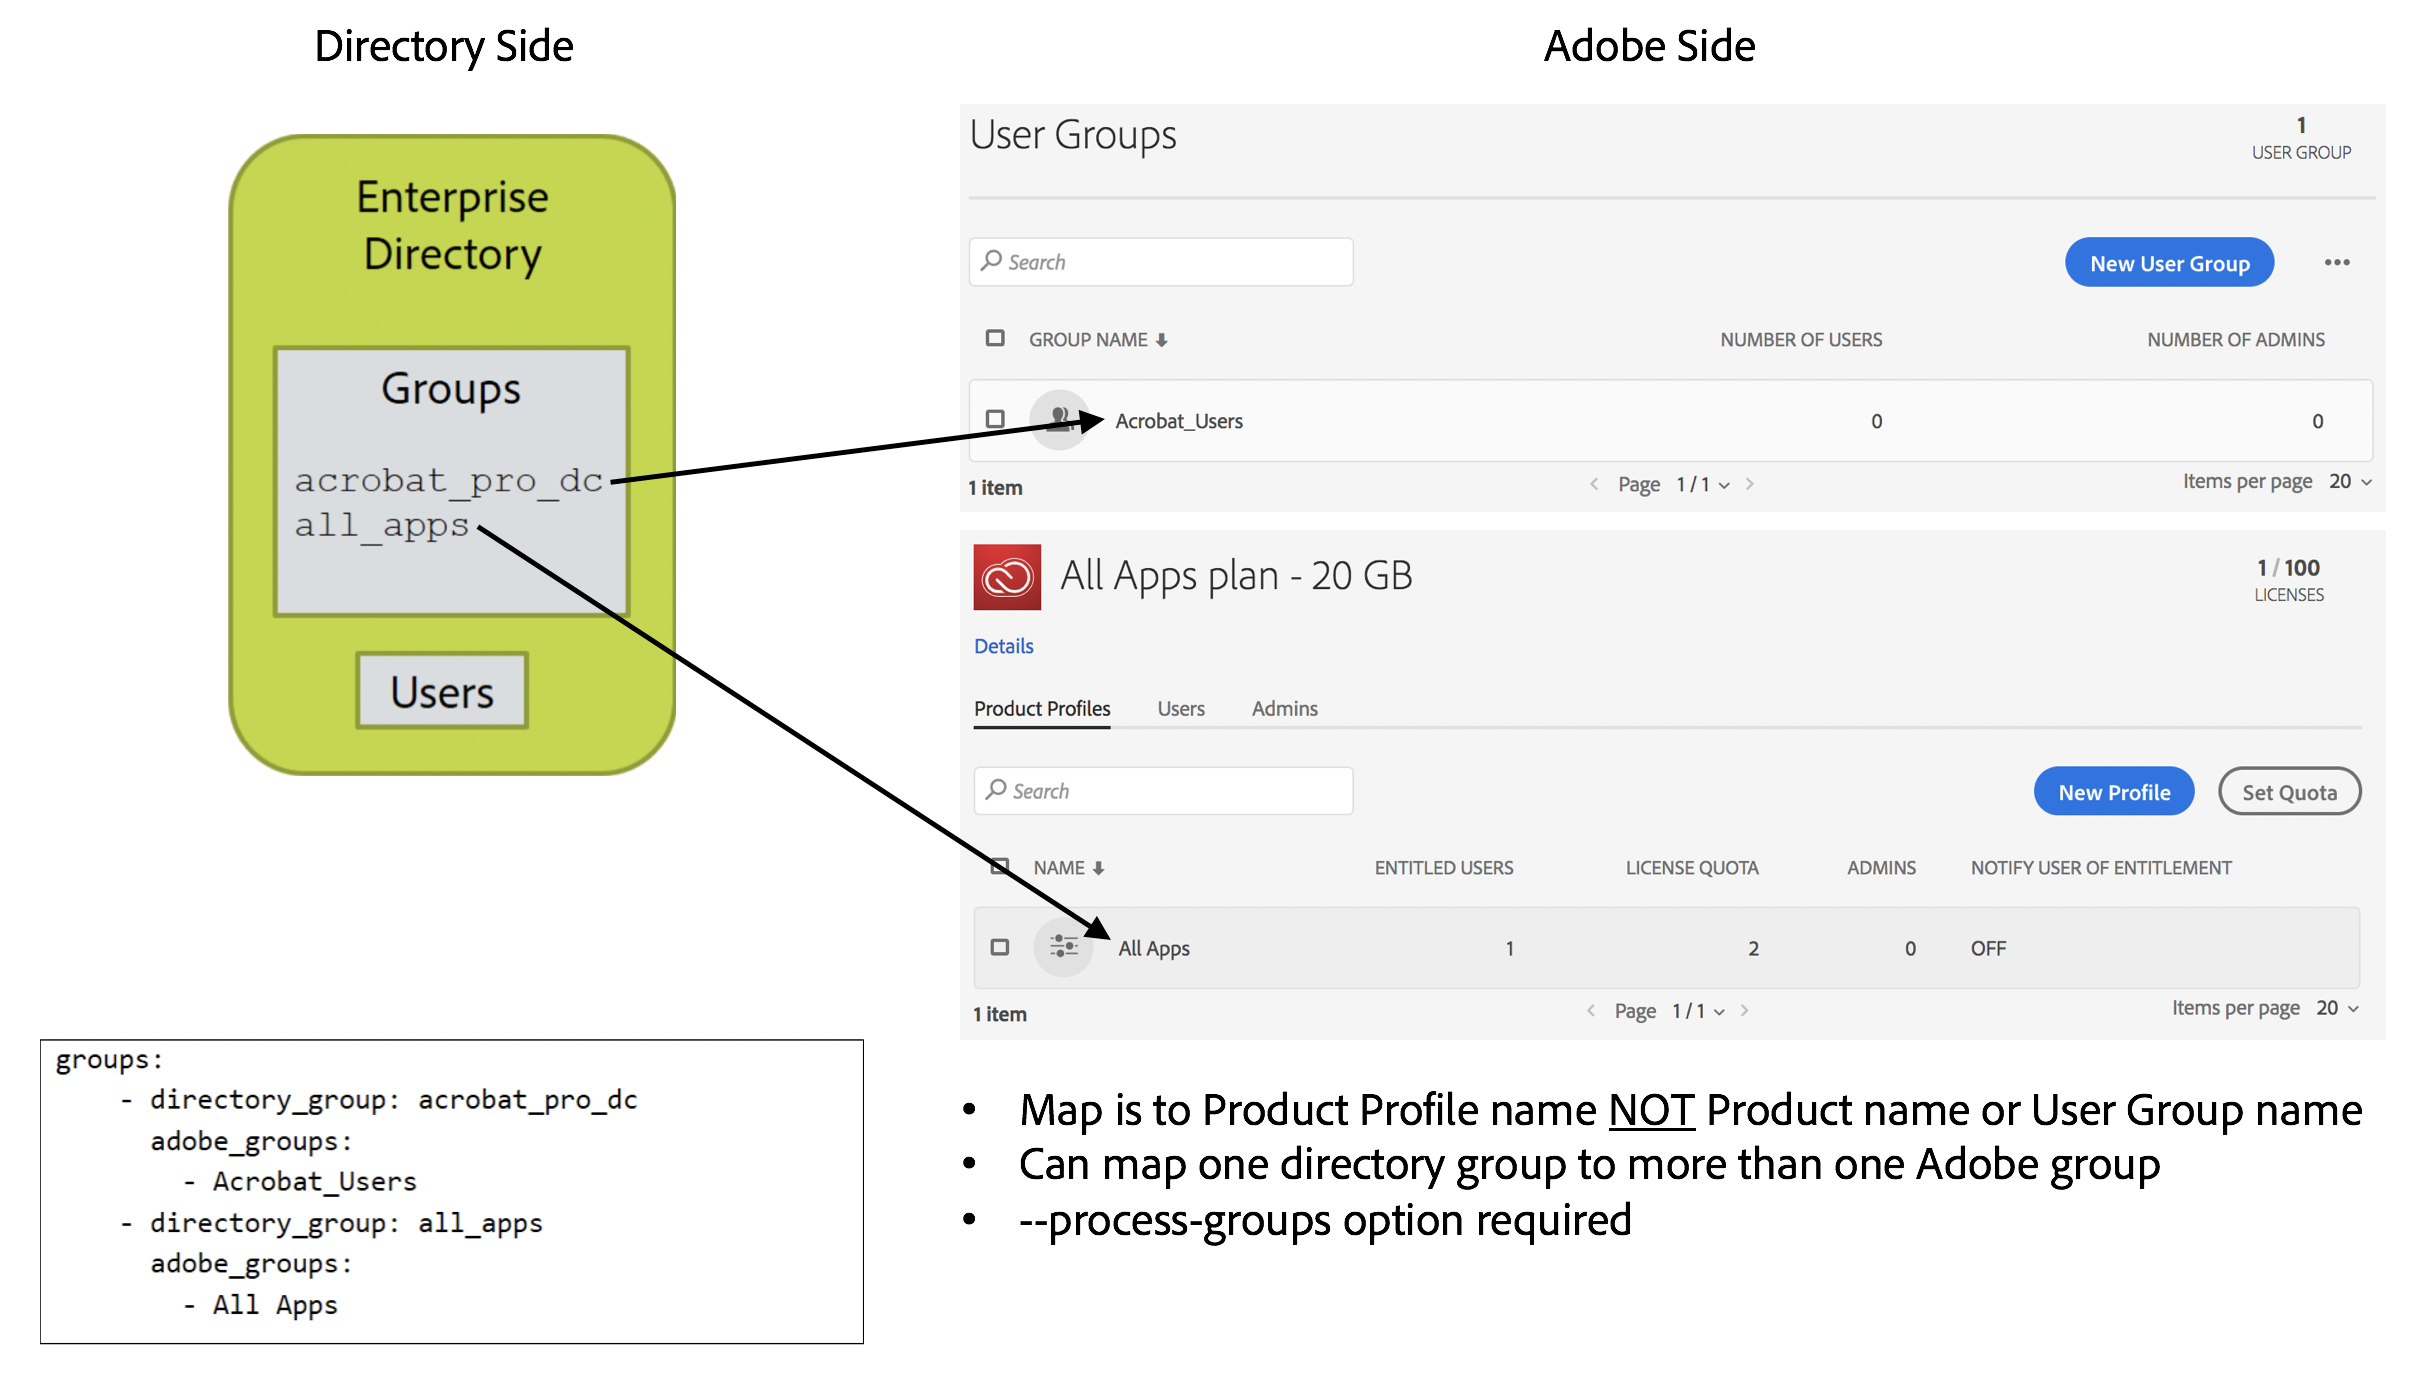 Directory Side
Enterprise
Directory
Groups
acrobat_pro_dc
all_apps
Users
groups:
- directory_group: acrobat_pro_dc
adobe_groups:
- Acrobat_Users
- directory_group: all_apps
adobe_groups:
- All Apps
Adobe Side
User Groups
1
USER GROUP
Search
New User Group
GROUP NAME NUMBER OF USERS NUMBER OF ADMINS
Acrobat_Users 0 0
1 item Page 1 / 1 Items per page 20
All Apps plan - 20 GB
1 / 100
LICENSES
Details
Product Profiles Users Admins
Search
New Profile Set Quota
NAME ENTITLED USERS LICENSE QUOTA ADMINS NOTIFY USER OF ENTITLEMENT
All Apps 1 2 0 OFF
1 item Page 1 / 1 Items per page 20
• Map is to Product Profile name NOT Product name or User Group name
• Can map one directory group to more than one Adobe group
• --process-groups option required